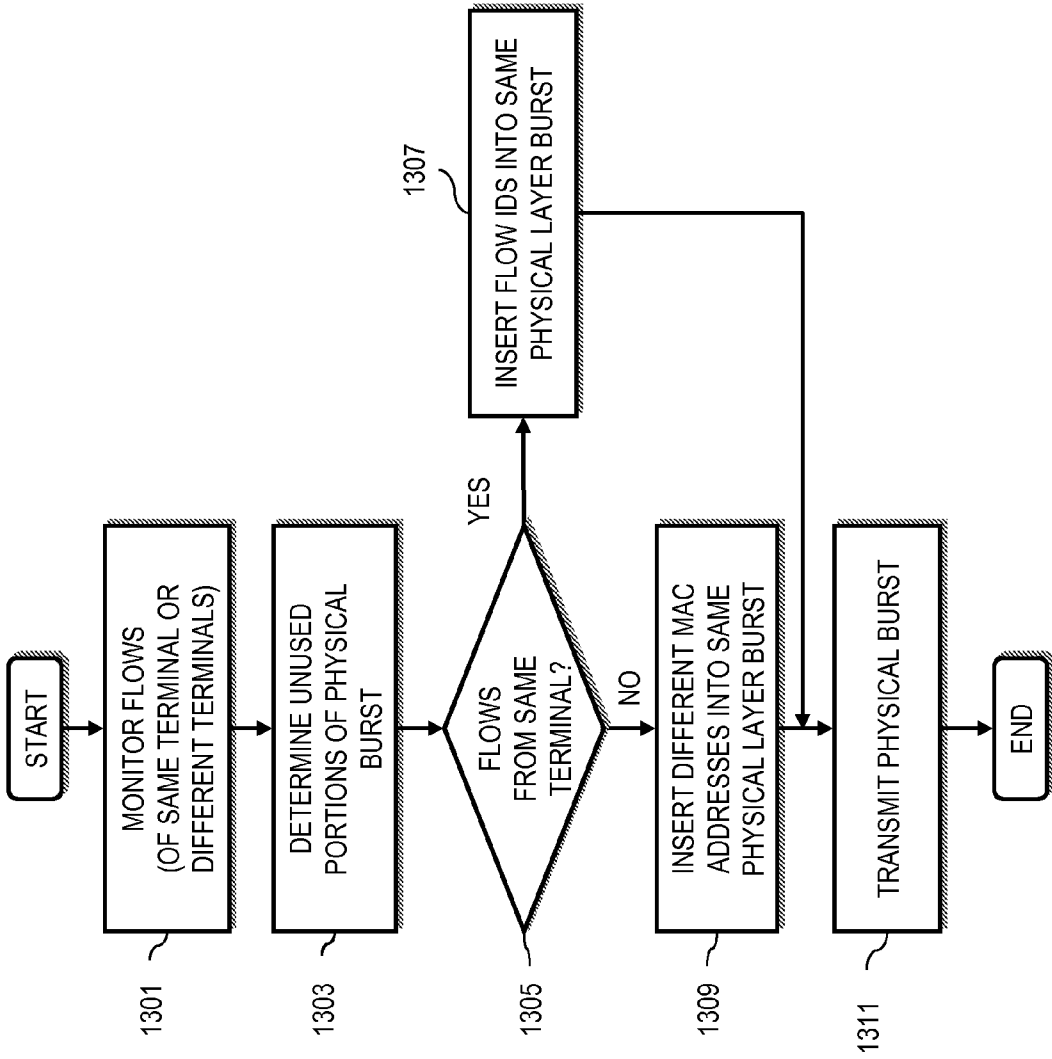 START
MONITOR FLOWS
(OF SAME TERMINAL OR
DIFFERENT TERMINALS)
1301
DETERMINE UNUSED
PORTIONS OF PHYSICAL
BURST
1303
FLOWS
FROM SAME
TERMINAL?
1305
YES
INSERT FLOW IDS INTO SAME
PHYSICAL LAYER BURST
1307
NO
INSERT DIFFERENT MAC
ADDRESSES INTO SAME
PHYSICAL LAYER BURST
1309
TRANSMIT PHYSICAL BURST
1311
END